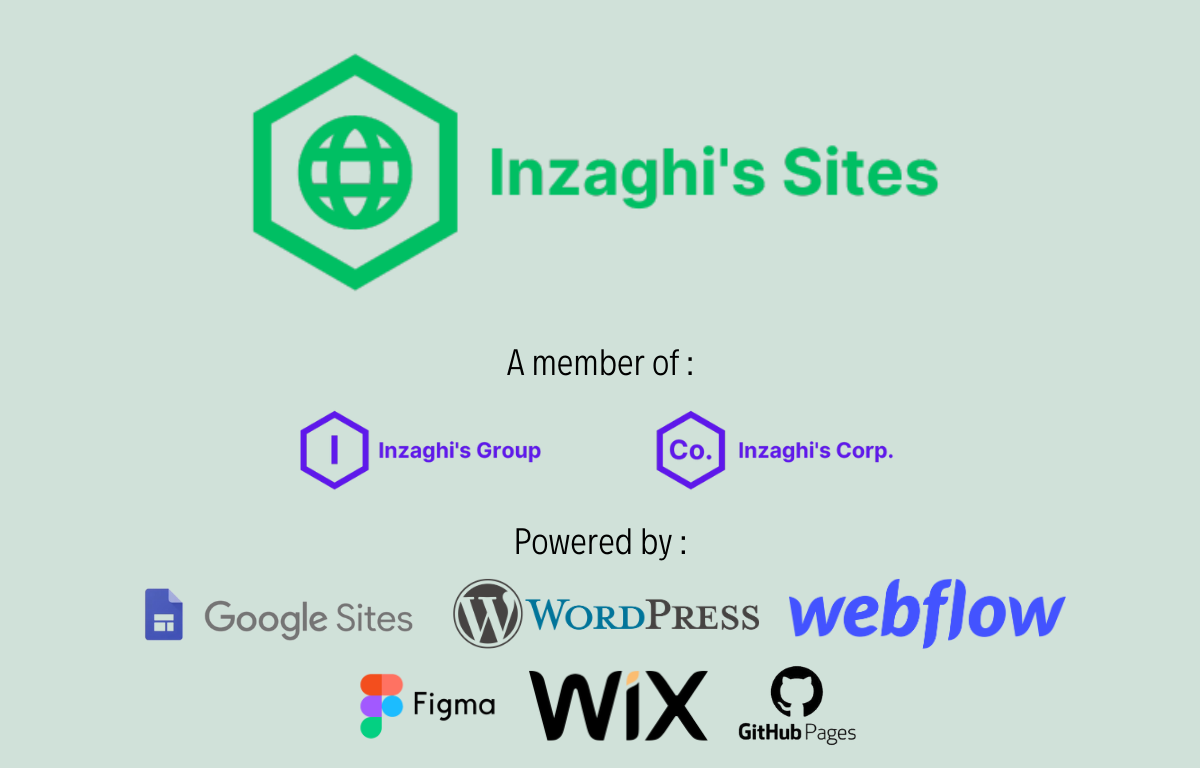 Inzaghi's Sites
A member of :
I Inzaghi's Group
Co. Inzaghi's Corp.
Powered by :
Google Sites
W WORDPRESS
webflow
Figma
WiX
GitHub Pages